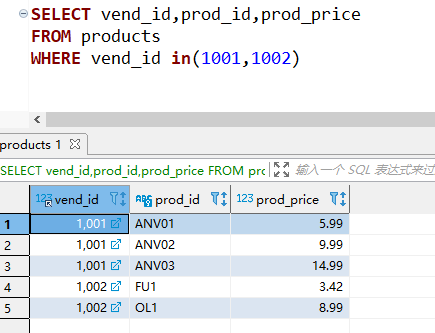 SELECT vend_id,prod_id,prod_price
FROM products
WHERE vend_id in(1001,1002)
products 1
SELECT vend_id,prod_id,prod_price FROM pro 输入一个 SQL 表达式来过
123 vend_id ABC prod_id 123 prod_price
1 1,001 ANV01 5.99
2 1,001 ANV02 9.99
3 1,001 ANV03 14.99
4 1,002 FU1 3.42
5 1,002 OL1 8.99